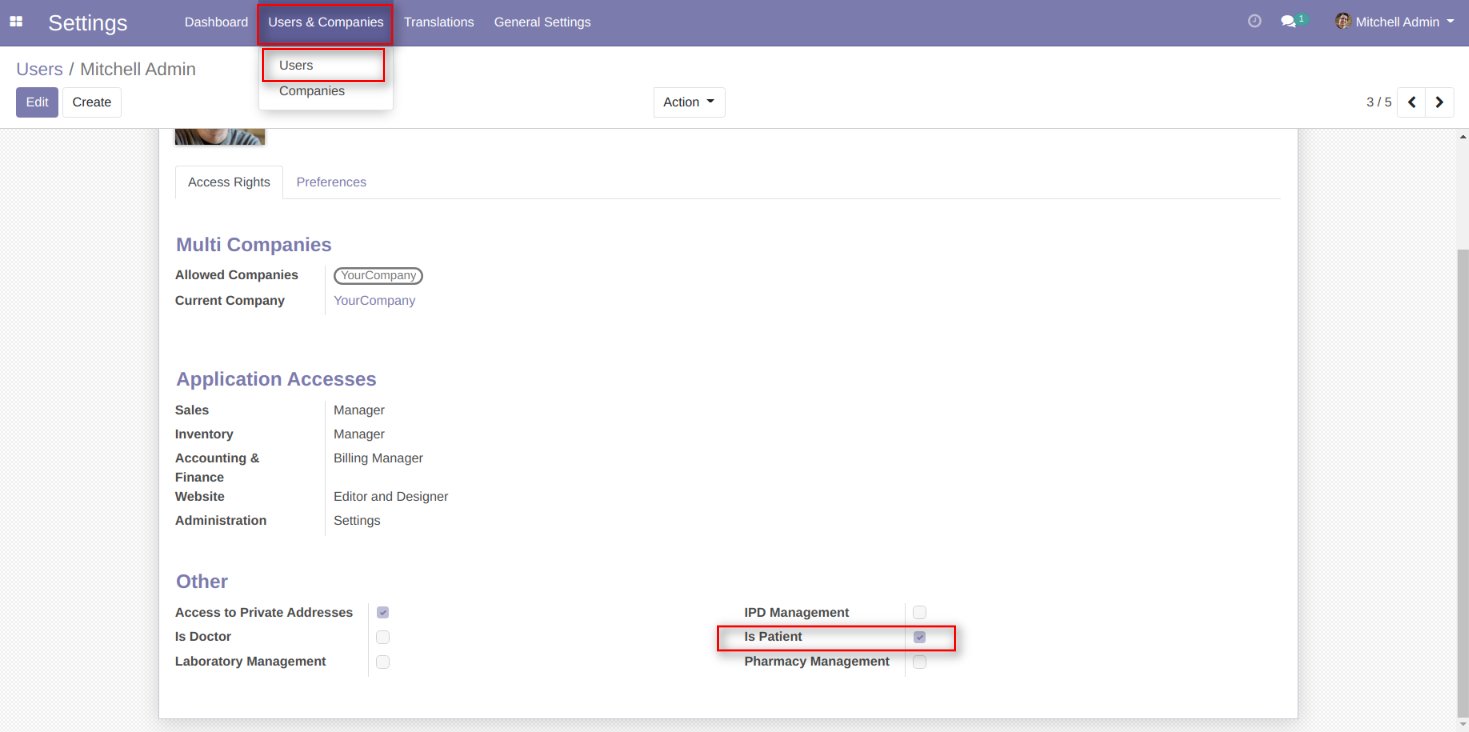 Settings Dashboard Users & Companies Translations General Settings 1 Mitchell Admin
Users
Companies
Users / Mitchell Admin
Edit Create Action 3 / 5
Access Rights Preferences
Multi Companies
Allowed Companies YourCompany
Current Company YourCompany
Application Accesses
Sales Manager
Inventory Manager
Accounting & Billing Manager
Finance
Website Editor and Designer
Administration Settings
Other
Access to Private Addresses IPD Management
Is Doctor Is Patient
Laboratory Management Pharmacy Management